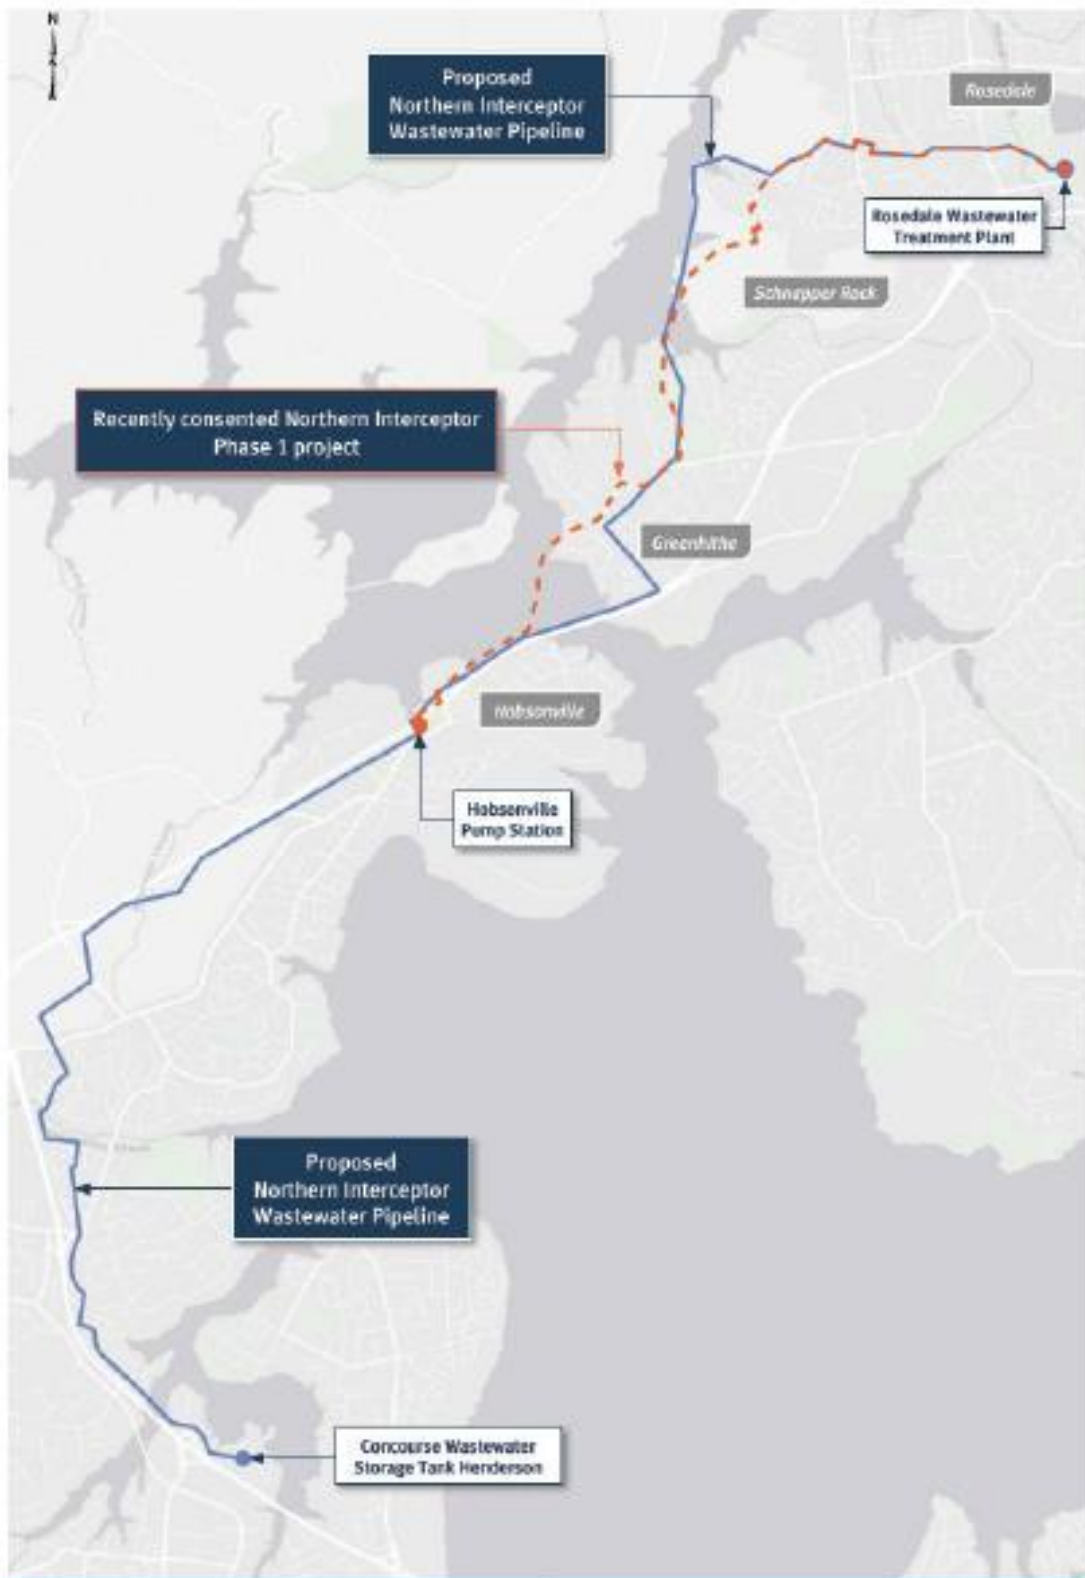 N
Proposed
Northern Interceptor
Wastewater Pipeline
Rosedale
Rosedale Wastewater
Treatment Plant
Schnapper Rock
Recently consented Northern Interceptor
Phase 1 project
Greenhithe
Hobsonville
Hobsonville
Pump Station
Proposed
Northern Interceptor
Wastewater Pipeline
Concourse Wastewater
Storage Tank Henderson